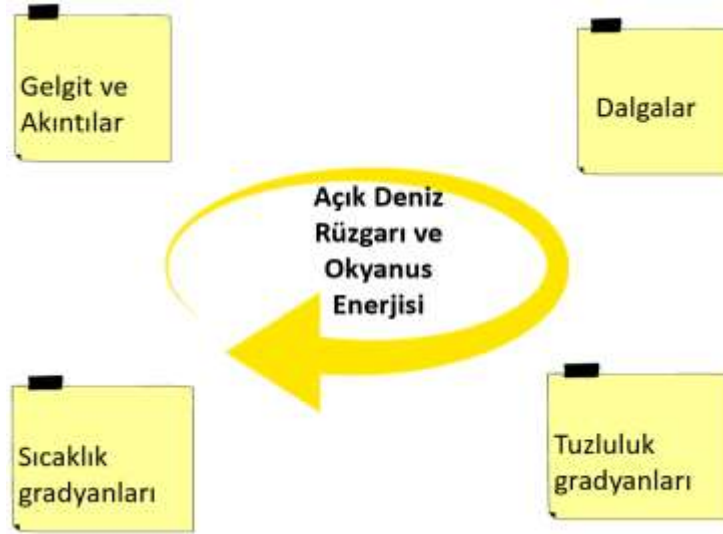 Gelgit ve
Akıntılar
Dalgalar
Açık Deniz
Rüzgarı ve
Okyanus
Enerjisi
Sıcaklık
gradyanları
Tuzluluk
gradyanları